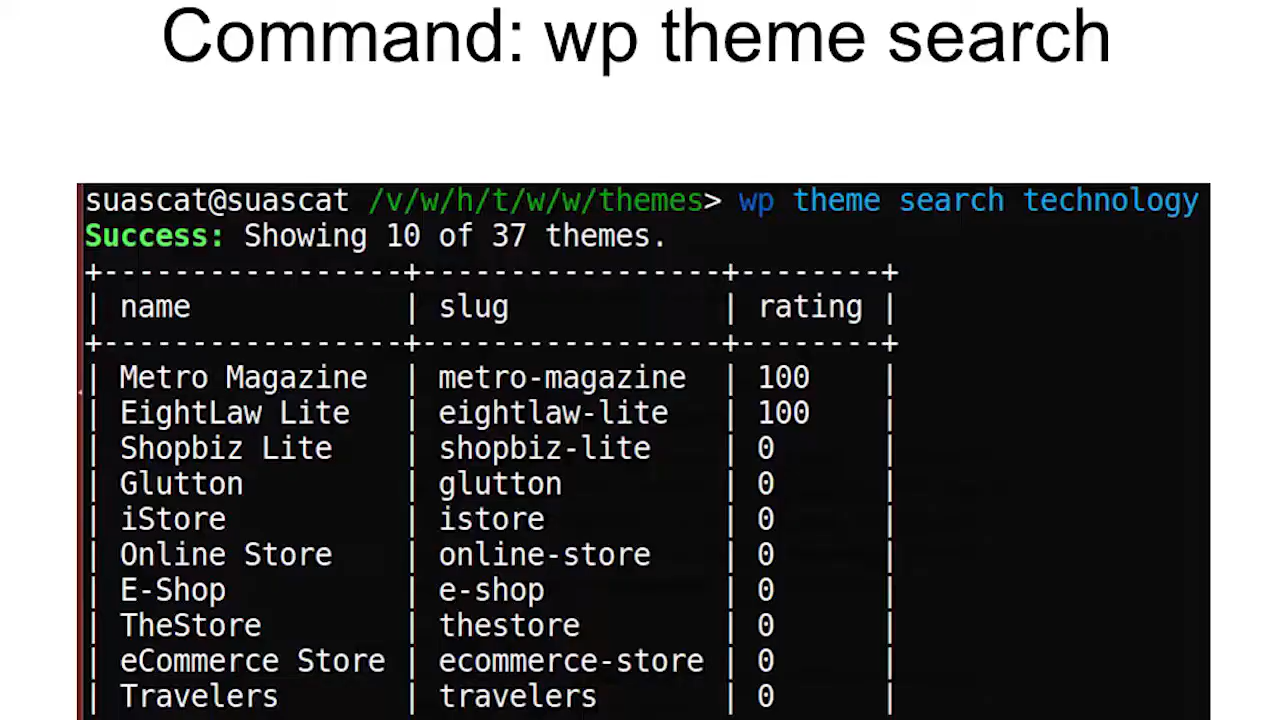 Command: wp theme search
suascat@suascat /v/w/h/t/w/w/themes> wp theme search technology
Success: Showing 10 of 37 themes.
+-----------------+-----------------+--------+
| name            | slug            | rating |
+-----------------+-----------------+--------+
| Metro Magazine  | metro-magazine  | 100    |
| EightLaw Lite   | eightlaw-lite   | 100    |
| Shopbiz Lite    | shopbiz-lite    | 0      |
| Glutton         | glutton         | 0      |
| iStore          | istore          | 0      |
| Online Store    | online-store    | 0      |
| E-Shop          | e-shop          | 0      |
| TheStore        | thestore        | 0      |
| eCommerce Store | ecommerce-store | 0      |
| Travelers       | travelers       | 0      |